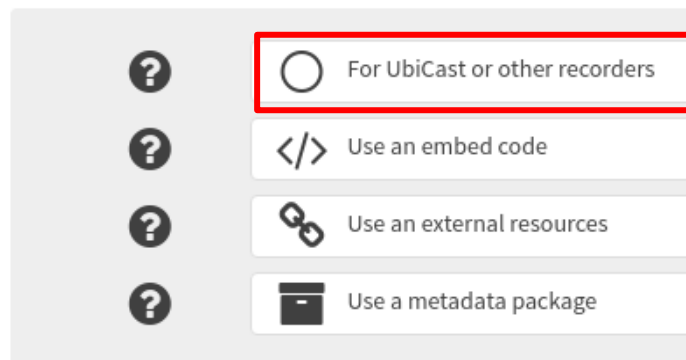 For UbiCast or other recorders
Use an embed code
Use an external resources
Use a metadata package